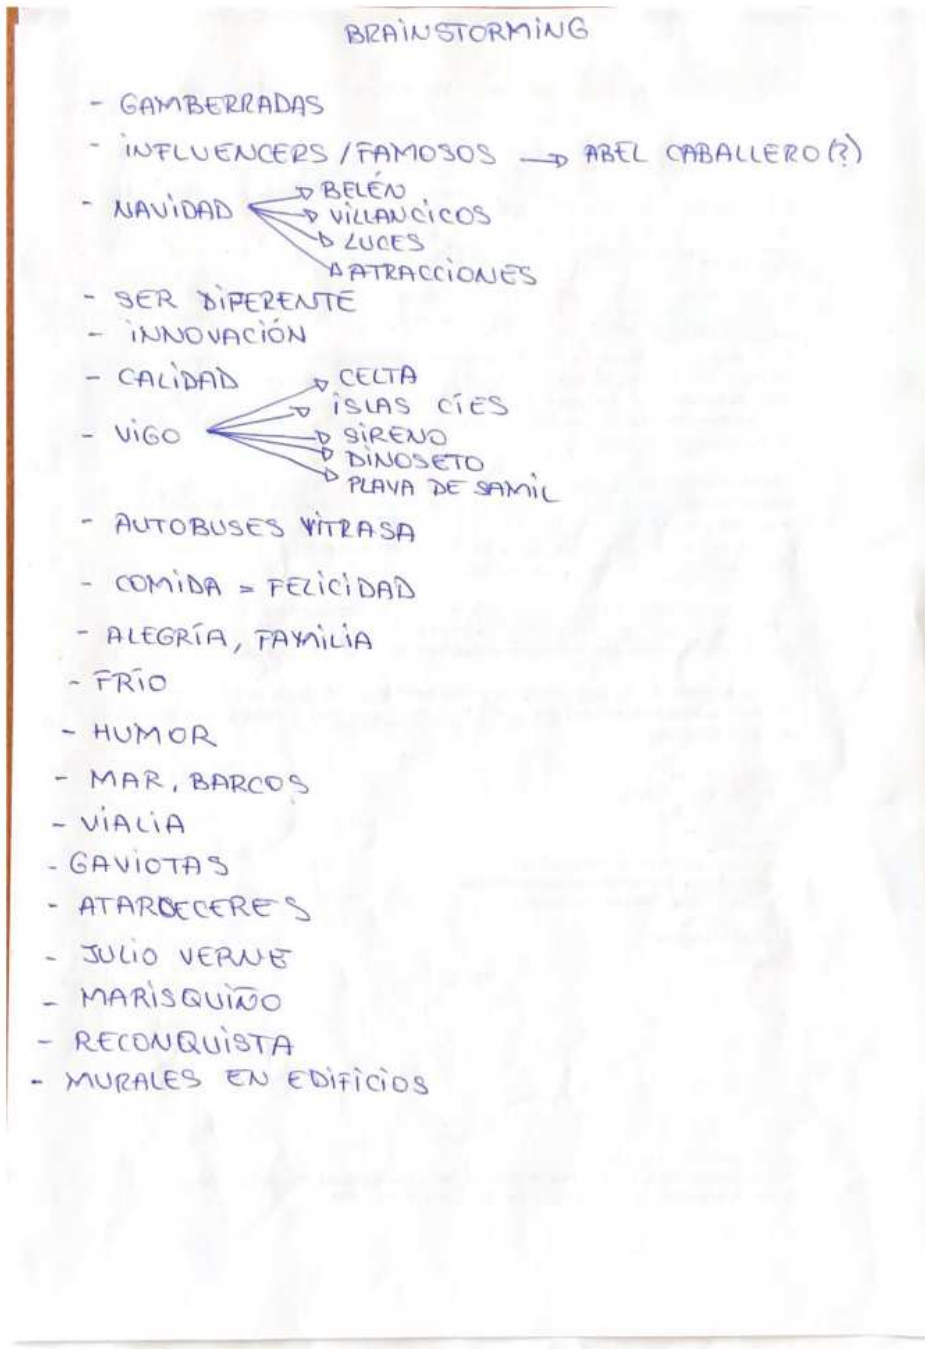 BRAINSTORMING
- GAMBERRADAS
- INFLUENCERS / FAMOSOS → ABEL CABALLERO (?)
- NAVIDAD
→ BELÉN
→ VILLANCICOS
→ LUCES
→ ATRACCIONES
- SER DIFERENTE
- INNOVACIÓN
- CALIDAD
- VIGO
→ CELTA
→ ISLAS CÍES
→ SIRENO
→ DINOSETO
→ PLAYA DE SAMIL
- AUTOBUSES VITRASA
- COMIDA = FELICIDAD
- ALEGRÍA, FAMILIA
- FRÍO
- HUMOR
- MAR, BARCOS
- VIALIA
- GAVIOTAS
- ATARDECERES
- JULIO VERNE
- MARISQUIÑO
- RECONQUISTA
- MURALES EN EDIFICIOS